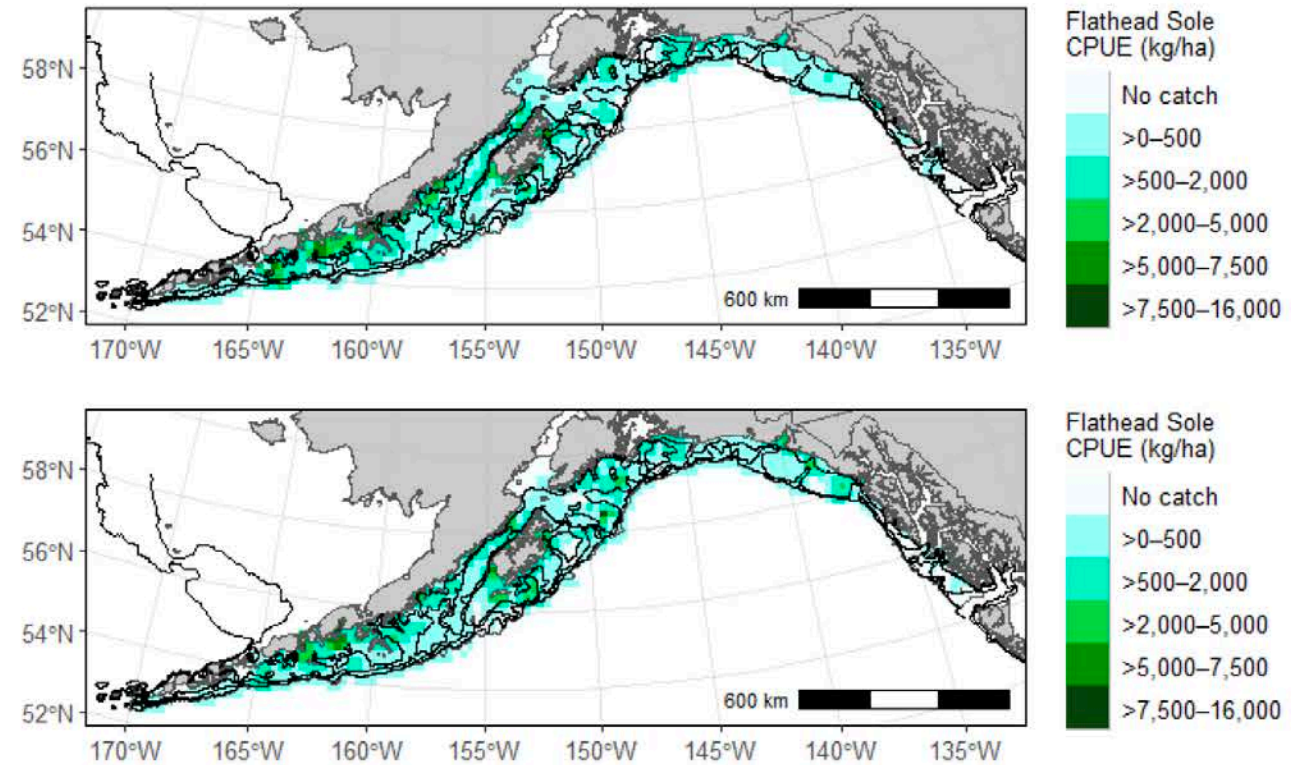 Flathead Sole
CPUE (kg/ha)
No catch
>0–500
>500–2,000
>2,000–5,000
>5,000–7,500
>7,500–16,000
58°N
56°N
54°N
52°N
600 km
170°W 165°W 160°W 155°W 150°W 145°W 140°W 135°W
Flathead Sole
CPUE (kg/ha)
No catch
>0–500
>500–2,000
>2,000–5,000
>5,000–7,500
>7,500–16,000
58°N
56°N
54°N
52°N
600 km
170°W 165°W 160°W 155°W 150°W 145°W 140°W 135°W